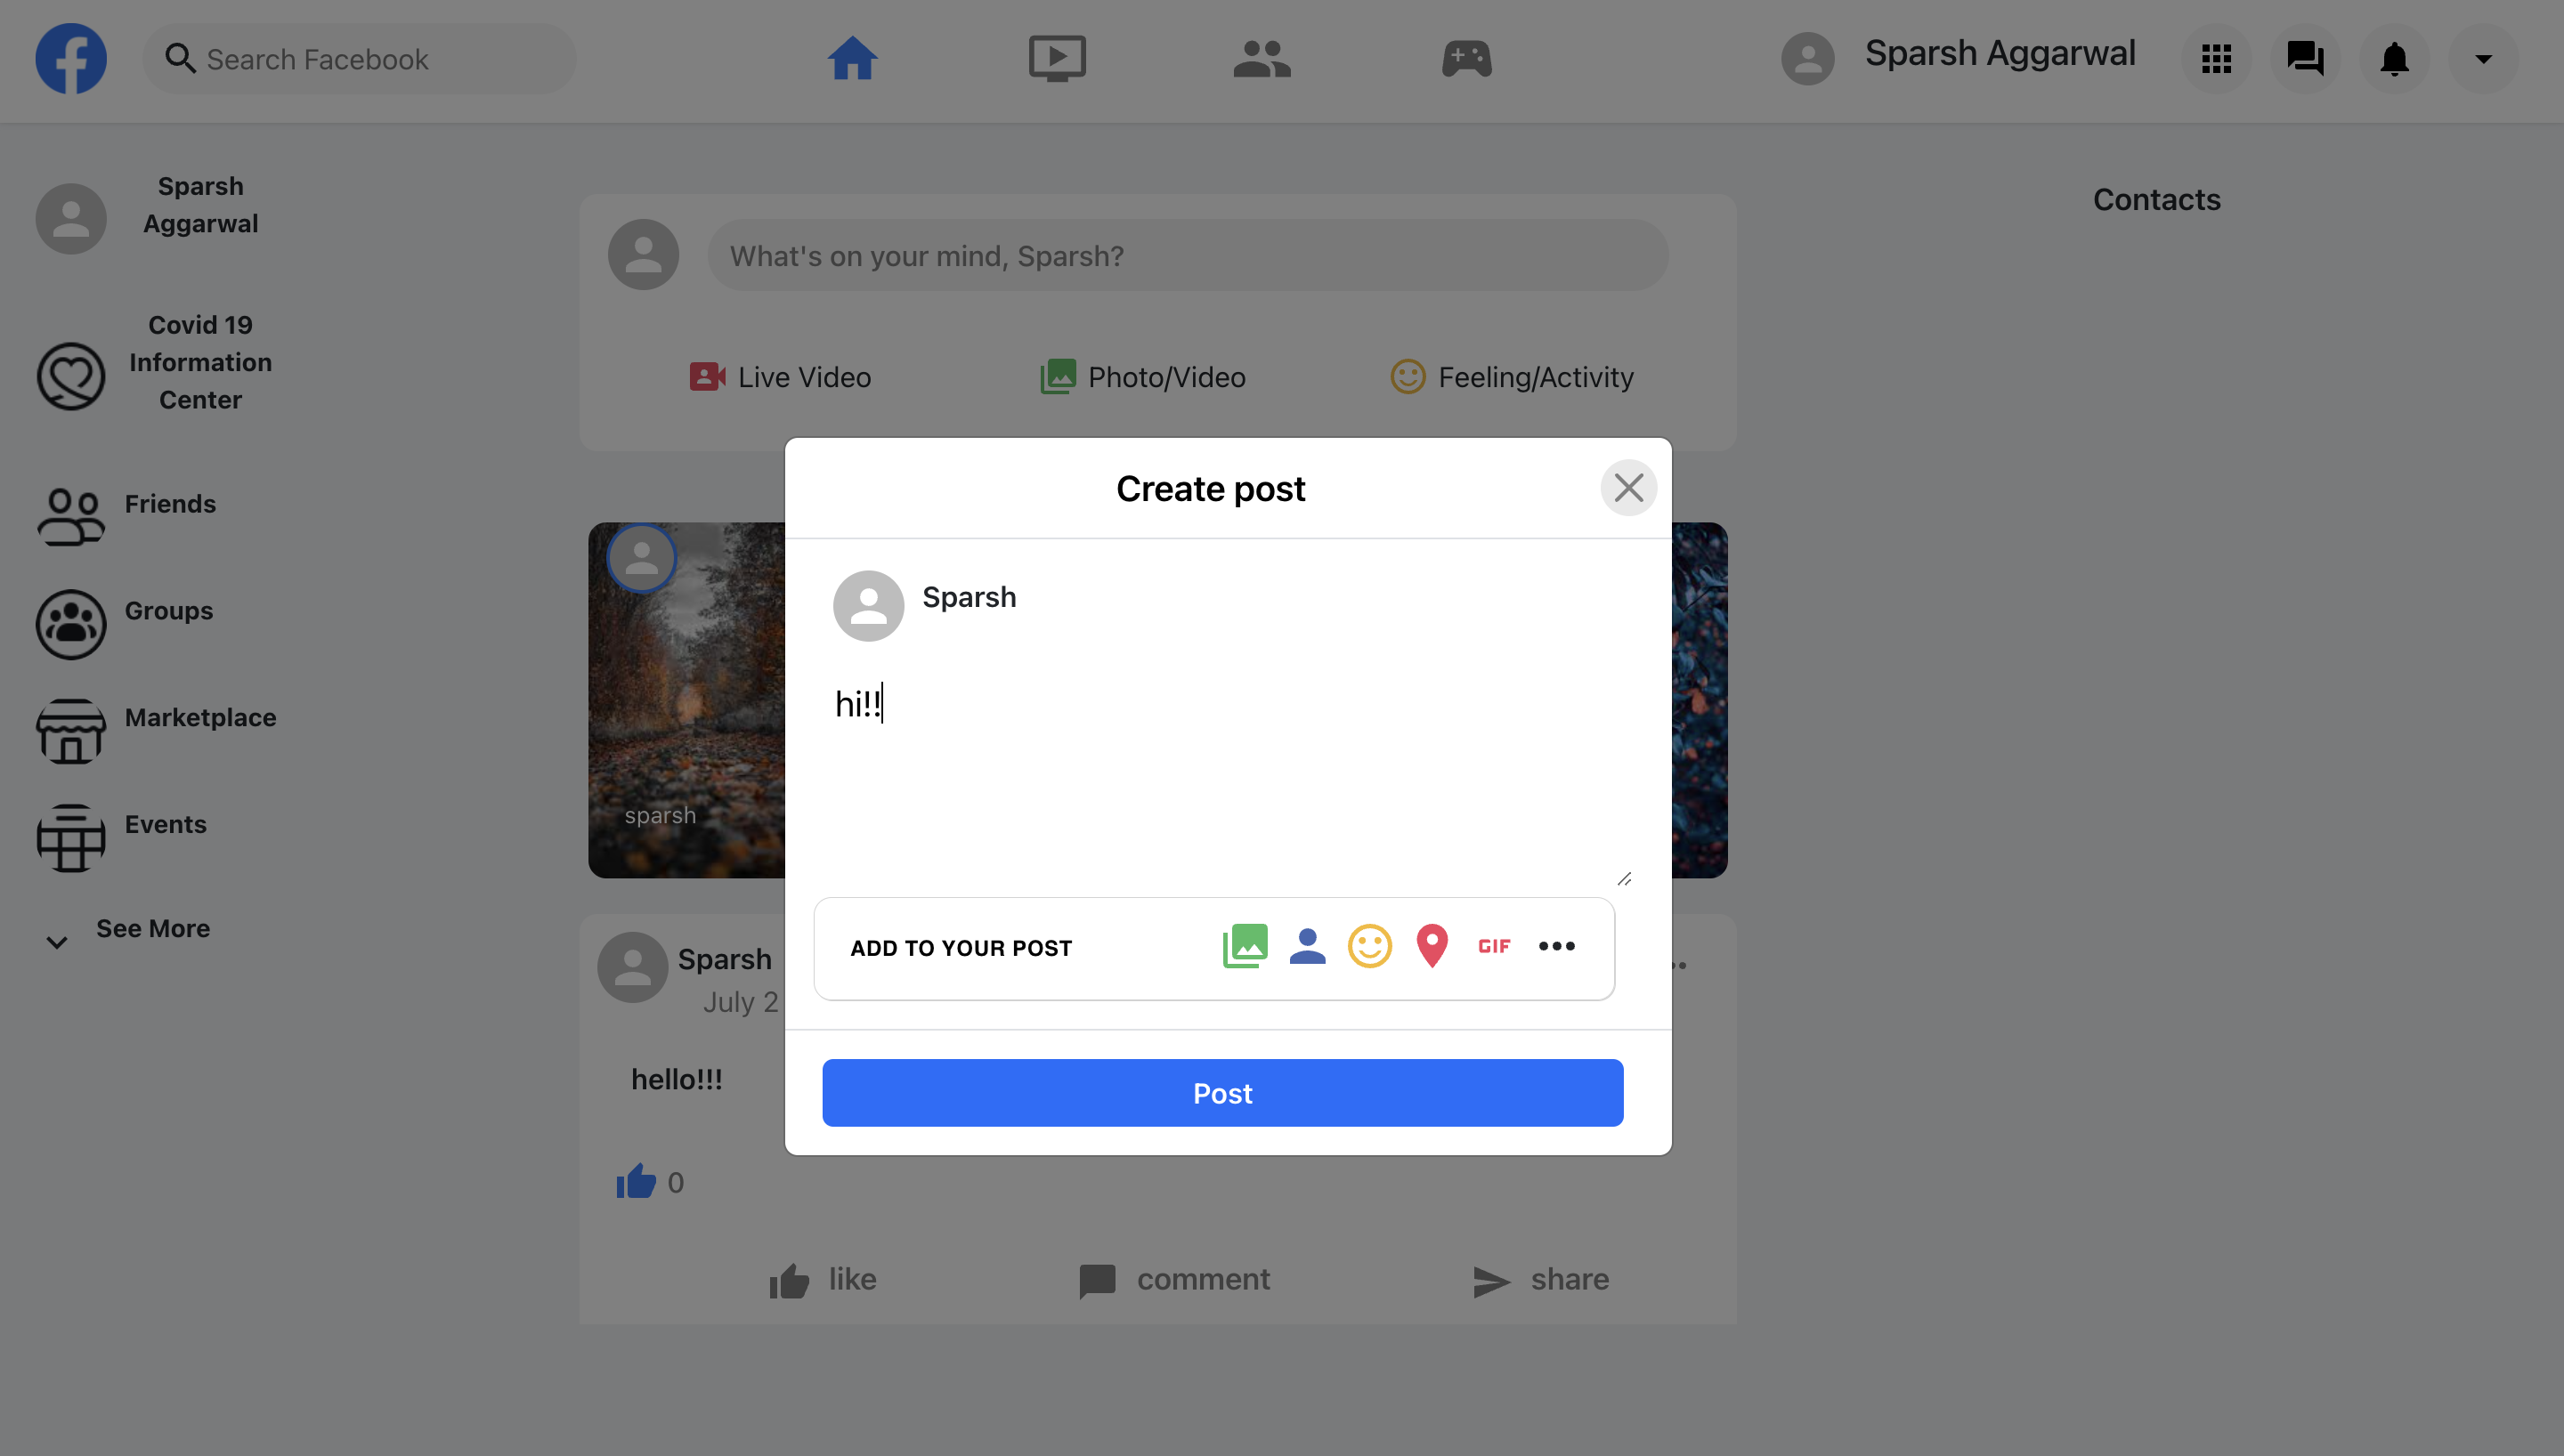 Search Facebook
Sparsh Aggarwal
Sparsh
Aggarwal
Covid 19
Information
Center
Friends
Groups
Marketplace
Events
See More
What's on your mind, Sparsh?
Live Video
Photo/Video
Feeling/Activity
Contacts
Create post
Sparsh
hi!!
ADD TO YOUR POST
GIF
Post
sparsh
Sparsh
July 2
hello!!!
0
like
comment
share